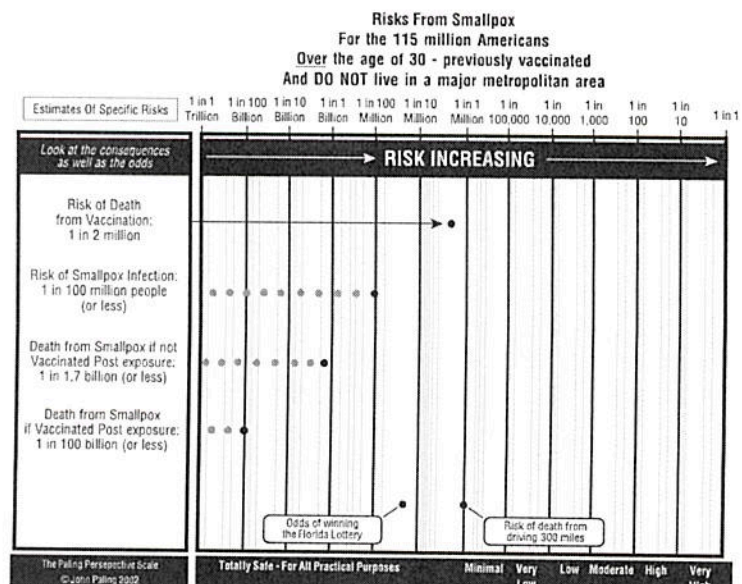 Risks From Smallpox
For the 115 million Americans
Over the age of 30 - previously vaccinated
And DO NOT live in a major metropolitan area
Estimates Of Specific Risks
1 in 1 Trillion
1 in 100 Billion
1 in 10 Billion
1 in 1 Billion
1 in 100 Million
1 in 10 Million
1 in 1 Million
1 in 100,000
1 in 10,000
1 in 1,000
1 in 100
1 in 10
1 in 1
Look at the consequences
as well as the odds
RISK INCREASING
Risk of Death
from Vaccination:
1 in 2 million
Risk of Smallpox Infection:
1 in 100 million people
(or less)
Death from Smallpox if not
Vaccinated Post exposure:
1 in 1,7 billion (or less)
Death from Smallpox
if Vaccinated Post exposure:
1 in 100 billion (or less)
Odds of winning
the Florida Lottery
Risk of death from
driving 300 miles
The Paling Persepective Scale
© John Paling 2002
Totally Safe - For All Practical Purposes
Minimal
Very Low
Low
Moderate
High
Very